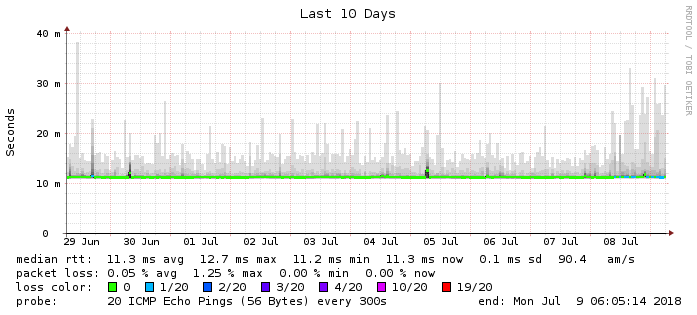 Last 10 Days
RRDTOOL / TOBI OETIKER
Seconds
40 m
30 m
20 m
10 m
0
29 Jun 30 Jun 01 Jul 02 Jul 03 Jul 04 Jul 05 Jul 06 Jul 07 Jul 08 Jul
median rtt: 11.3 ms avg 12.7 ms max 11.2 ms min 11.3 ms now 0.1 ms sd 90.4 am/s
packet loss: 0.05 % avg 1.25 % max 0.00 % min 0.00 % now
loss color: 0 1/20 2/20 3/20 4/20 10/20 19/20
probe: 20 ICMP Echo Pings (56 Bytes) every 300s end: Mon Jul 9 06:05:14 2018